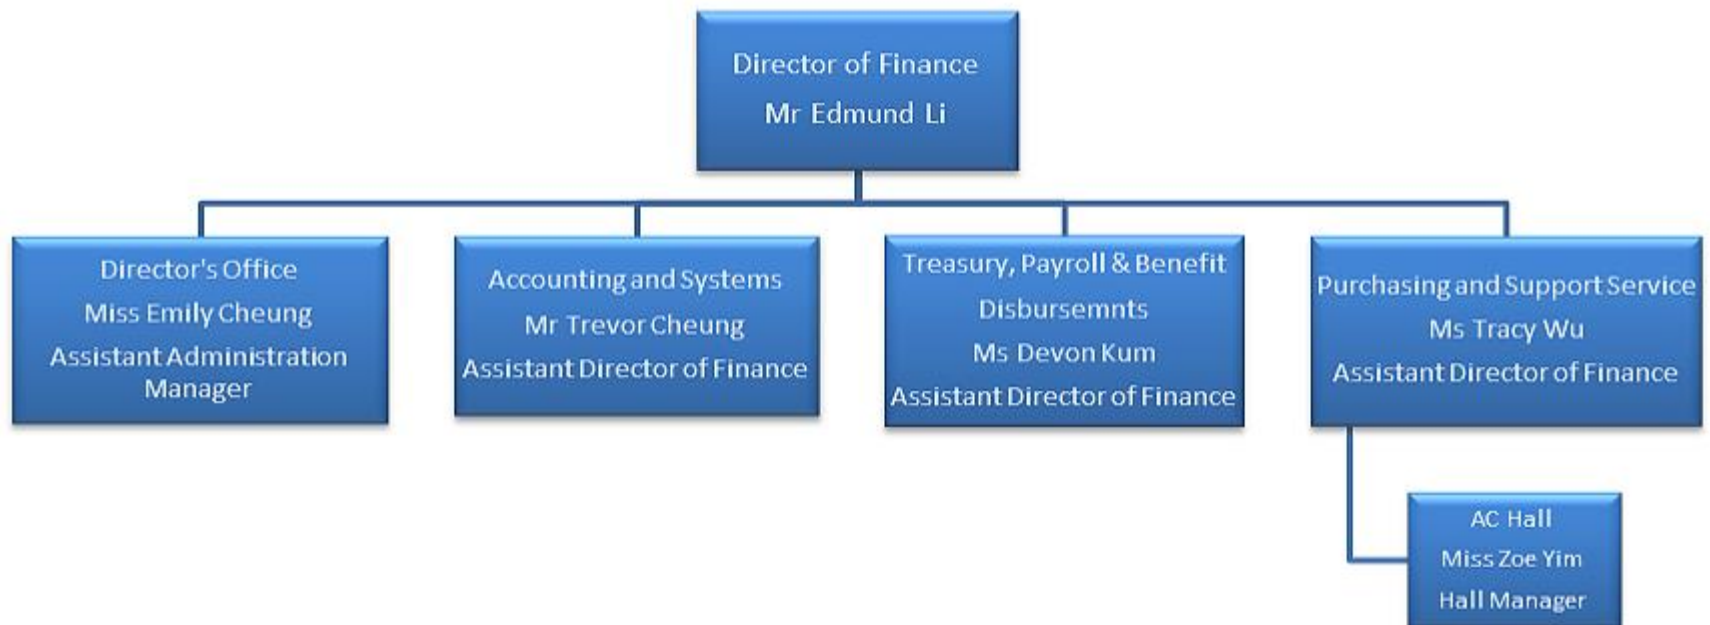 Director of Finance
Mr Edmund Li
Director's Office
Miss Emily Cheung
Assistant Administration
Manager
Accounting and Systems
Mr Trevor Cheung
Assistant Director of Finance
Treasury, Payroll & Benefit
Disbursemnts
Ms Devon Kum
Assistant Director of Finance
Purchasing and Support Service
Ms Tracy Wu
Assistant Director of Finance
AC Hall
Miss Zoe Yim
Hall Manager